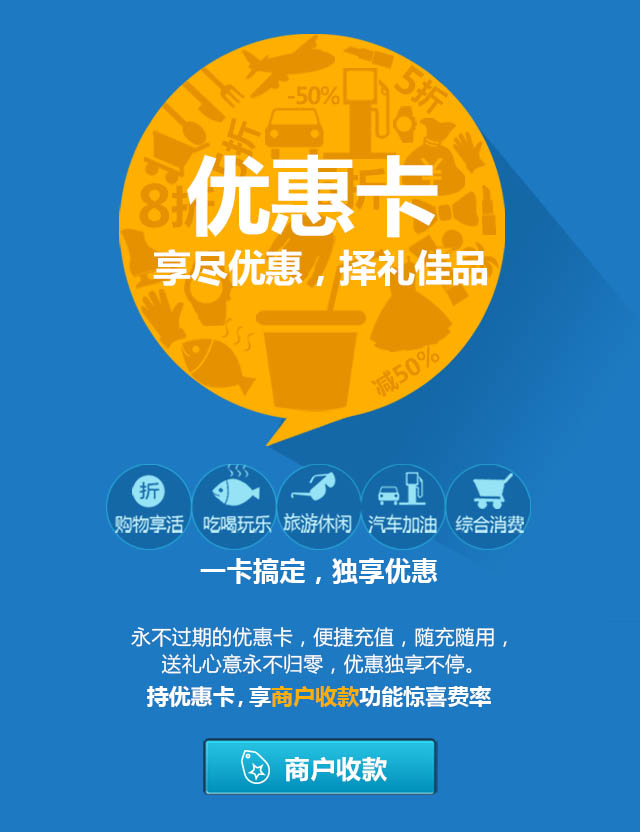 -50%
5折
5折
8折
折
优惠卡
享尽优惠，择礼佳品
减50%
折
购物享活
吃喝玩乐
旅游休闲
汽车加油
综合消费
一卡搞定，独享优惠
永不过期的优惠卡，便捷充值，随充随用，
送礼心意永不归零，优惠独享不停。
持优惠卡,享商户收款功能惊喜费率
商户收款